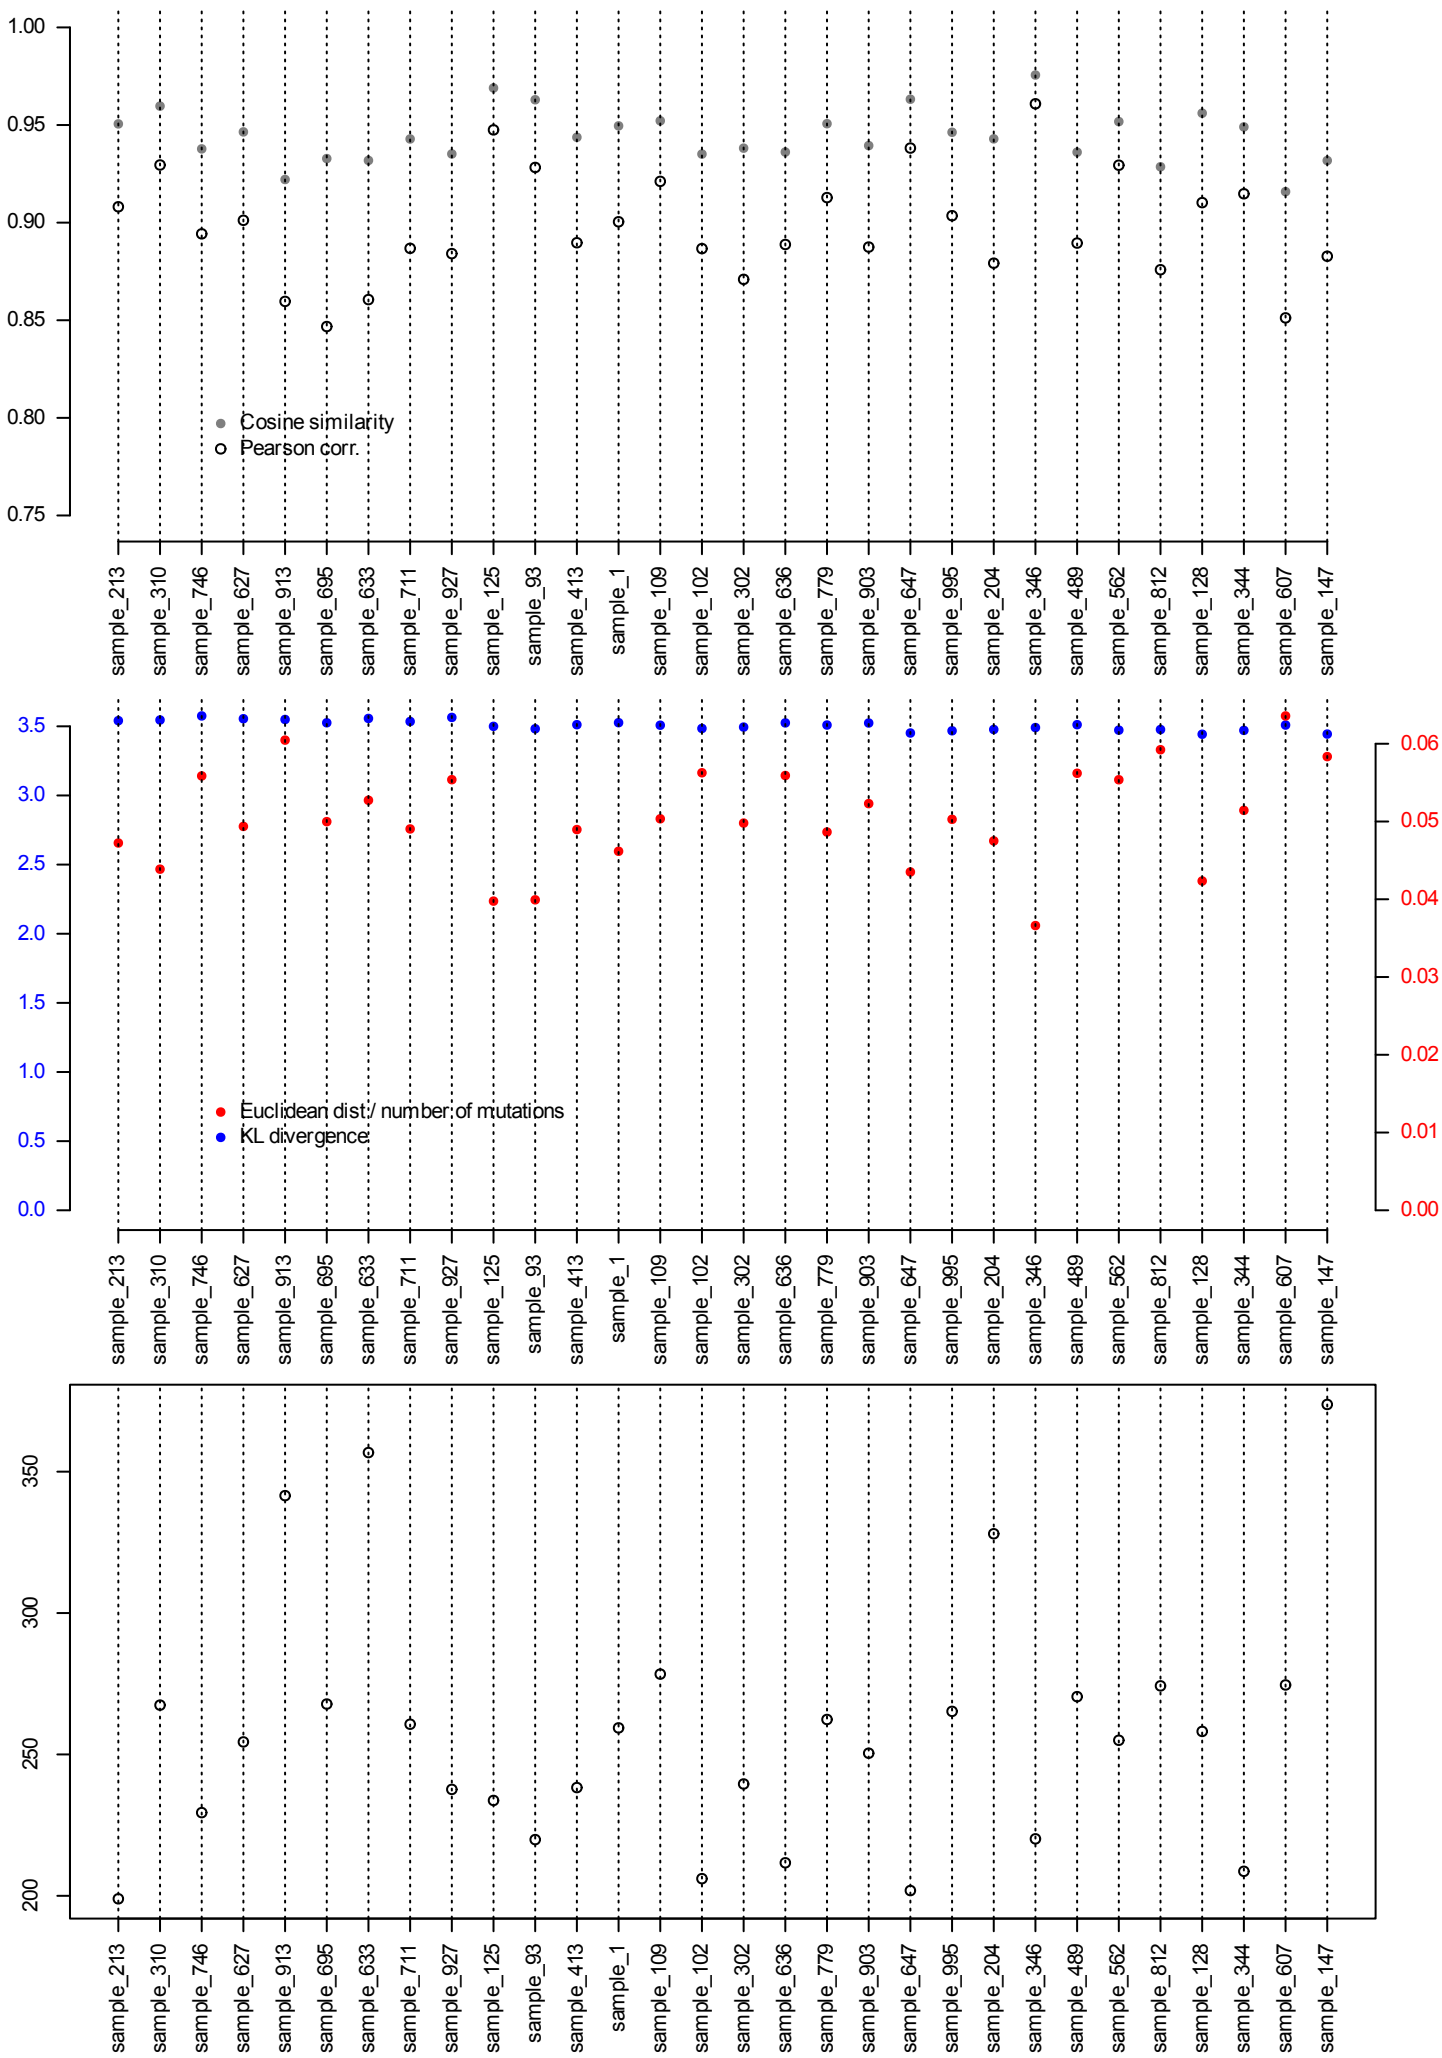 1.00
0.95
0.90
0.85
0.80
0.75
Cosine similarity
Pearson corr.
sample_213
sample_310
sample_746
sample_627
sample_913
sample_695
sample_633
sample_711
sample_927
sample_125
sample_93
sample_413
sample_1
sample_109
sample_102
sample_302
sample_636
sample_779
sample_903
sample_647
sample_995
sample_204
sample_346
sample_489
sample_562
sample_812
sample_128
sample_344
sample_607
sample_147
3.5
3.0
2.5
2.0
1.5
1.0
0.5
0.0
Euclidean dist./ number of mutations
KL divergence
0.06
0.05
0.04
0.03
0.02
0.01
0.00
sample_213
sample_310
sample_746
sample_627
sample_913
sample_695
sample_633
sample_711
sample_927
sample_125
sample_93
sample_413
sample_1
sample_109
sample_102
sample_302
sample_636
sample_779
sample_903
sample_647
sample_995
sample_204
sample_346
sample_489
sample_562
sample_812
sample_128
sample_344
sample_607
sample_147
350
300
250
200
sample_213
sample_310
sample_746
sample_627
sample_913
sample_695
sample_633
sample_711
sample_927
sample_125
sample_93
sample_413
sample_1
sample_109
sample_102
sample_302
sample_636
sample_779
sample_903
sample_647
sample_995
sample_204
sample_346
sample_489
sample_562
sample_812
sample_128
sample_344
sample_607
sample_147